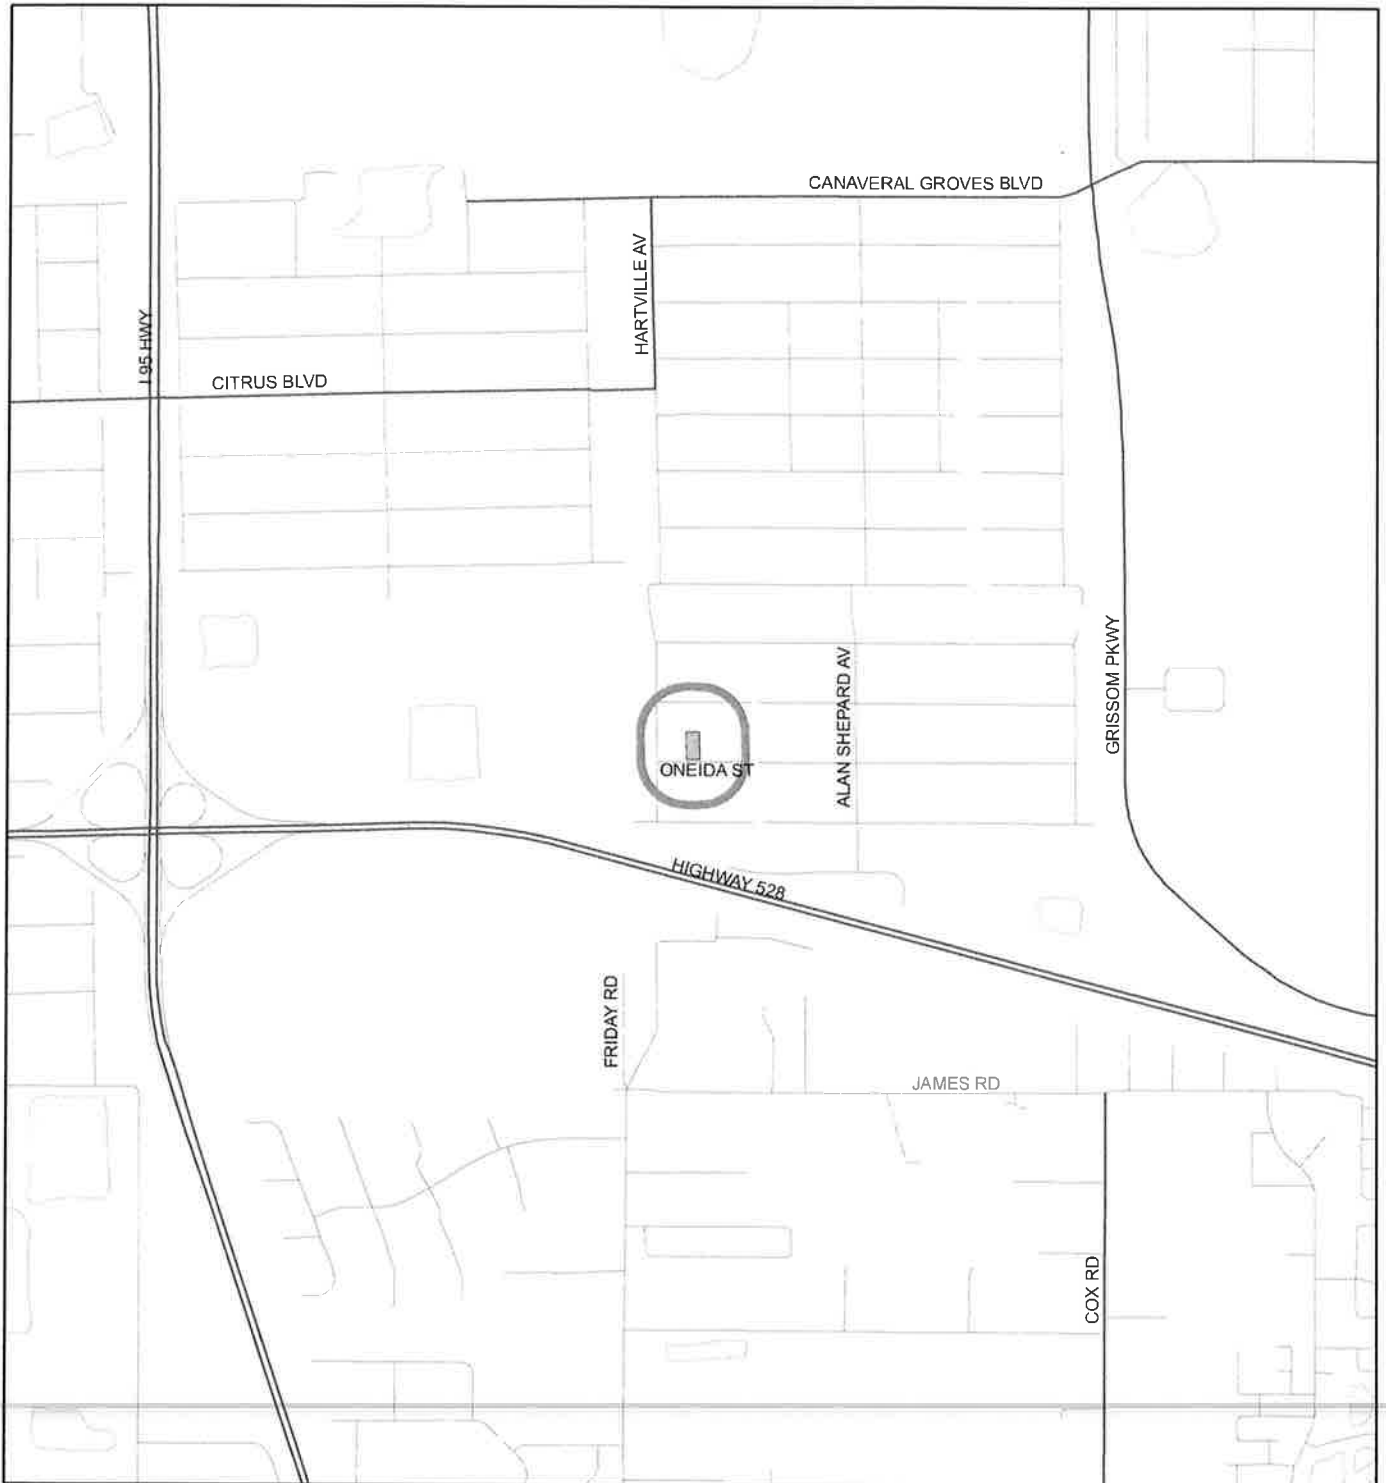 CANAVERAL GROVES BLVD
HARTVILLE AV
I 95 HWY
CITRUS BLVD
GRISSOM PKWY
ALAN SHEPARD AV
ONEIDA ST
HIGHWAY 528
FRIDAY RD
JAMES RD
COX RD